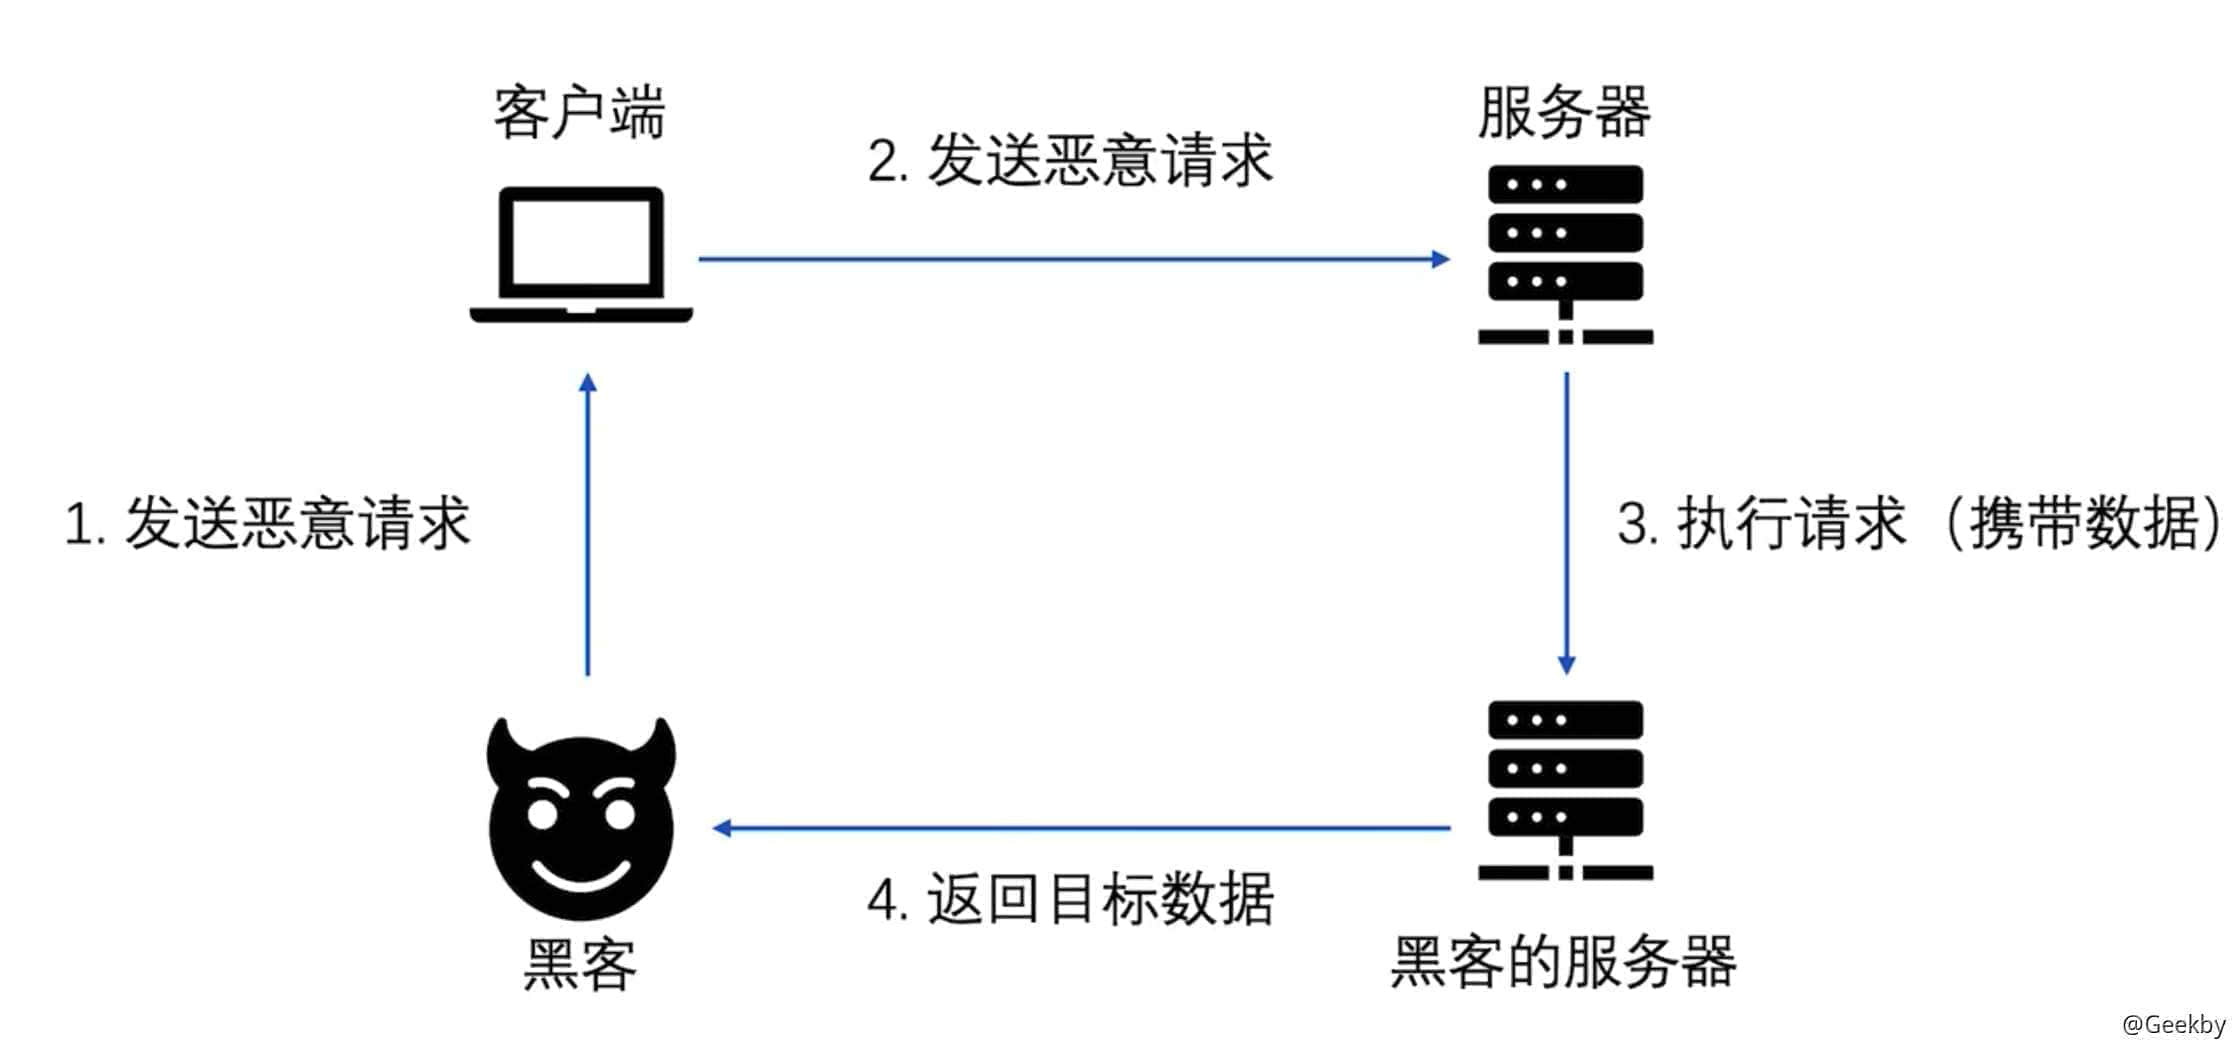 客户端
服务器
2. 发送恶意请求
1. 发送恶意请求
3. 执行请求（携带数据）
4. 返回目标数据
黑客
黑客的服务器
@Geekby